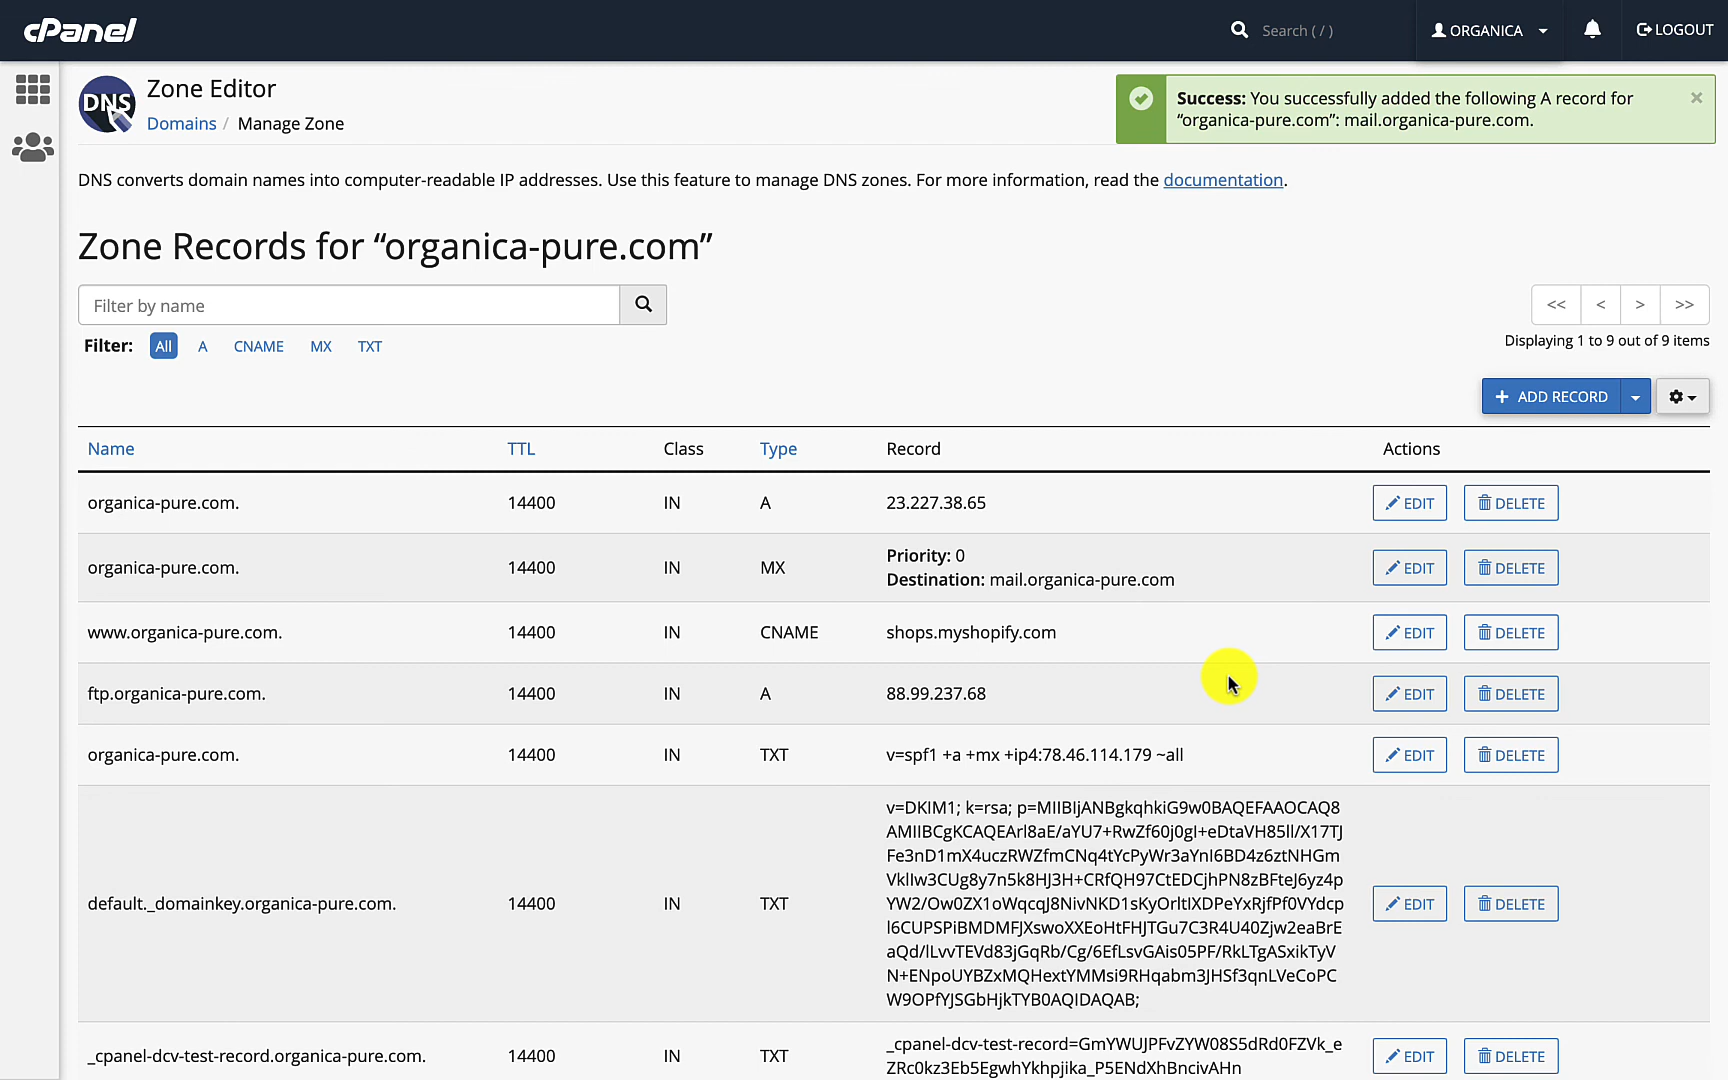 cPanel
Search ( / )
ORGANICA
LOGOUT
DNS
Zone Editor
Domains / Manage Zone
Success: You successfully added the following A record for
“organica-pure.com”: mail.organica-pure.com.
×
DNS converts domain names into computer-readable IP addresses. Use this feature to manage DNS zones. For more information, read the documentation.
Zone Records for “organica-pure.com”
Filter by name
<< < > >>
Filter: All A CNAME MX TXT
Displaying 1 to 9 out of 9 items
+ ADD RECORD
Name TTL Class Type Record Actions
organica-pure.com. 14400 IN A 23.227.38.65 EDIT DELETE
organica-pure.com. 14400 IN MX Priority: 0
Destination: mail.organica-pure.com EDIT DELETE
www.organica-pure.com. 14400 IN CNAME shops.myshopify.com EDIT DELETE
ftp.organica-pure.com. 14400 IN A 88.99.237.68 EDIT DELETE
organica-pure.com. 14400 IN TXT v=spf1 +a +mx +ip4:78.46.114.179 ~all EDIT DELETE
default._domainkey.organica-pure.com. 14400 IN TXT v=DKIM1; k=rsa; p=MIIBIjANBgkqhkiG9w0BAQEFAAOCAQ8
AMIIBCgKCAQEArl8aE/aYU7+RwZf60j0gI+eDtaVH85ll/X17TJ
Fe3nD1mX4uczRWZfmCNq4tYcPyWr3aYnI6BD4z6ztNHGm
VklIw3CUg8y7n5k8HJ3H+CRfQH97CtEDCjhPN8zBFteJ6yz4p
YW2/Ow0ZX1oWqcqJ8NivNKD1sKyOrltIXDPeYxRjfPf0VYdcp
l6CUPSPiBMDMFJXswoXXEoHtFHJTGu7C3R4U40Zjw2eaBrE
aQd/lLvvTEVd83jGqRb/Cg/6EfLsvGAis05PF/RkLTgASxikTyV
N+ENpoUYBZxMQHextYMMsi9RHqabm3JHSf3qnLVeCoPC
W9OPfYJSGbHjkTYB0AQIDAQAB; EDIT DELETE
_cpanel-dcv-test-record.organica-pure.com. 14400 IN TXT _cpanel-dcv-test-record=GmYWUJPFvZYW08S5dRd0FZVk_e
ZRc0kz3Eb5EgwhYkhpjika_P5ENdXhBncivAHn EDIT DELETE